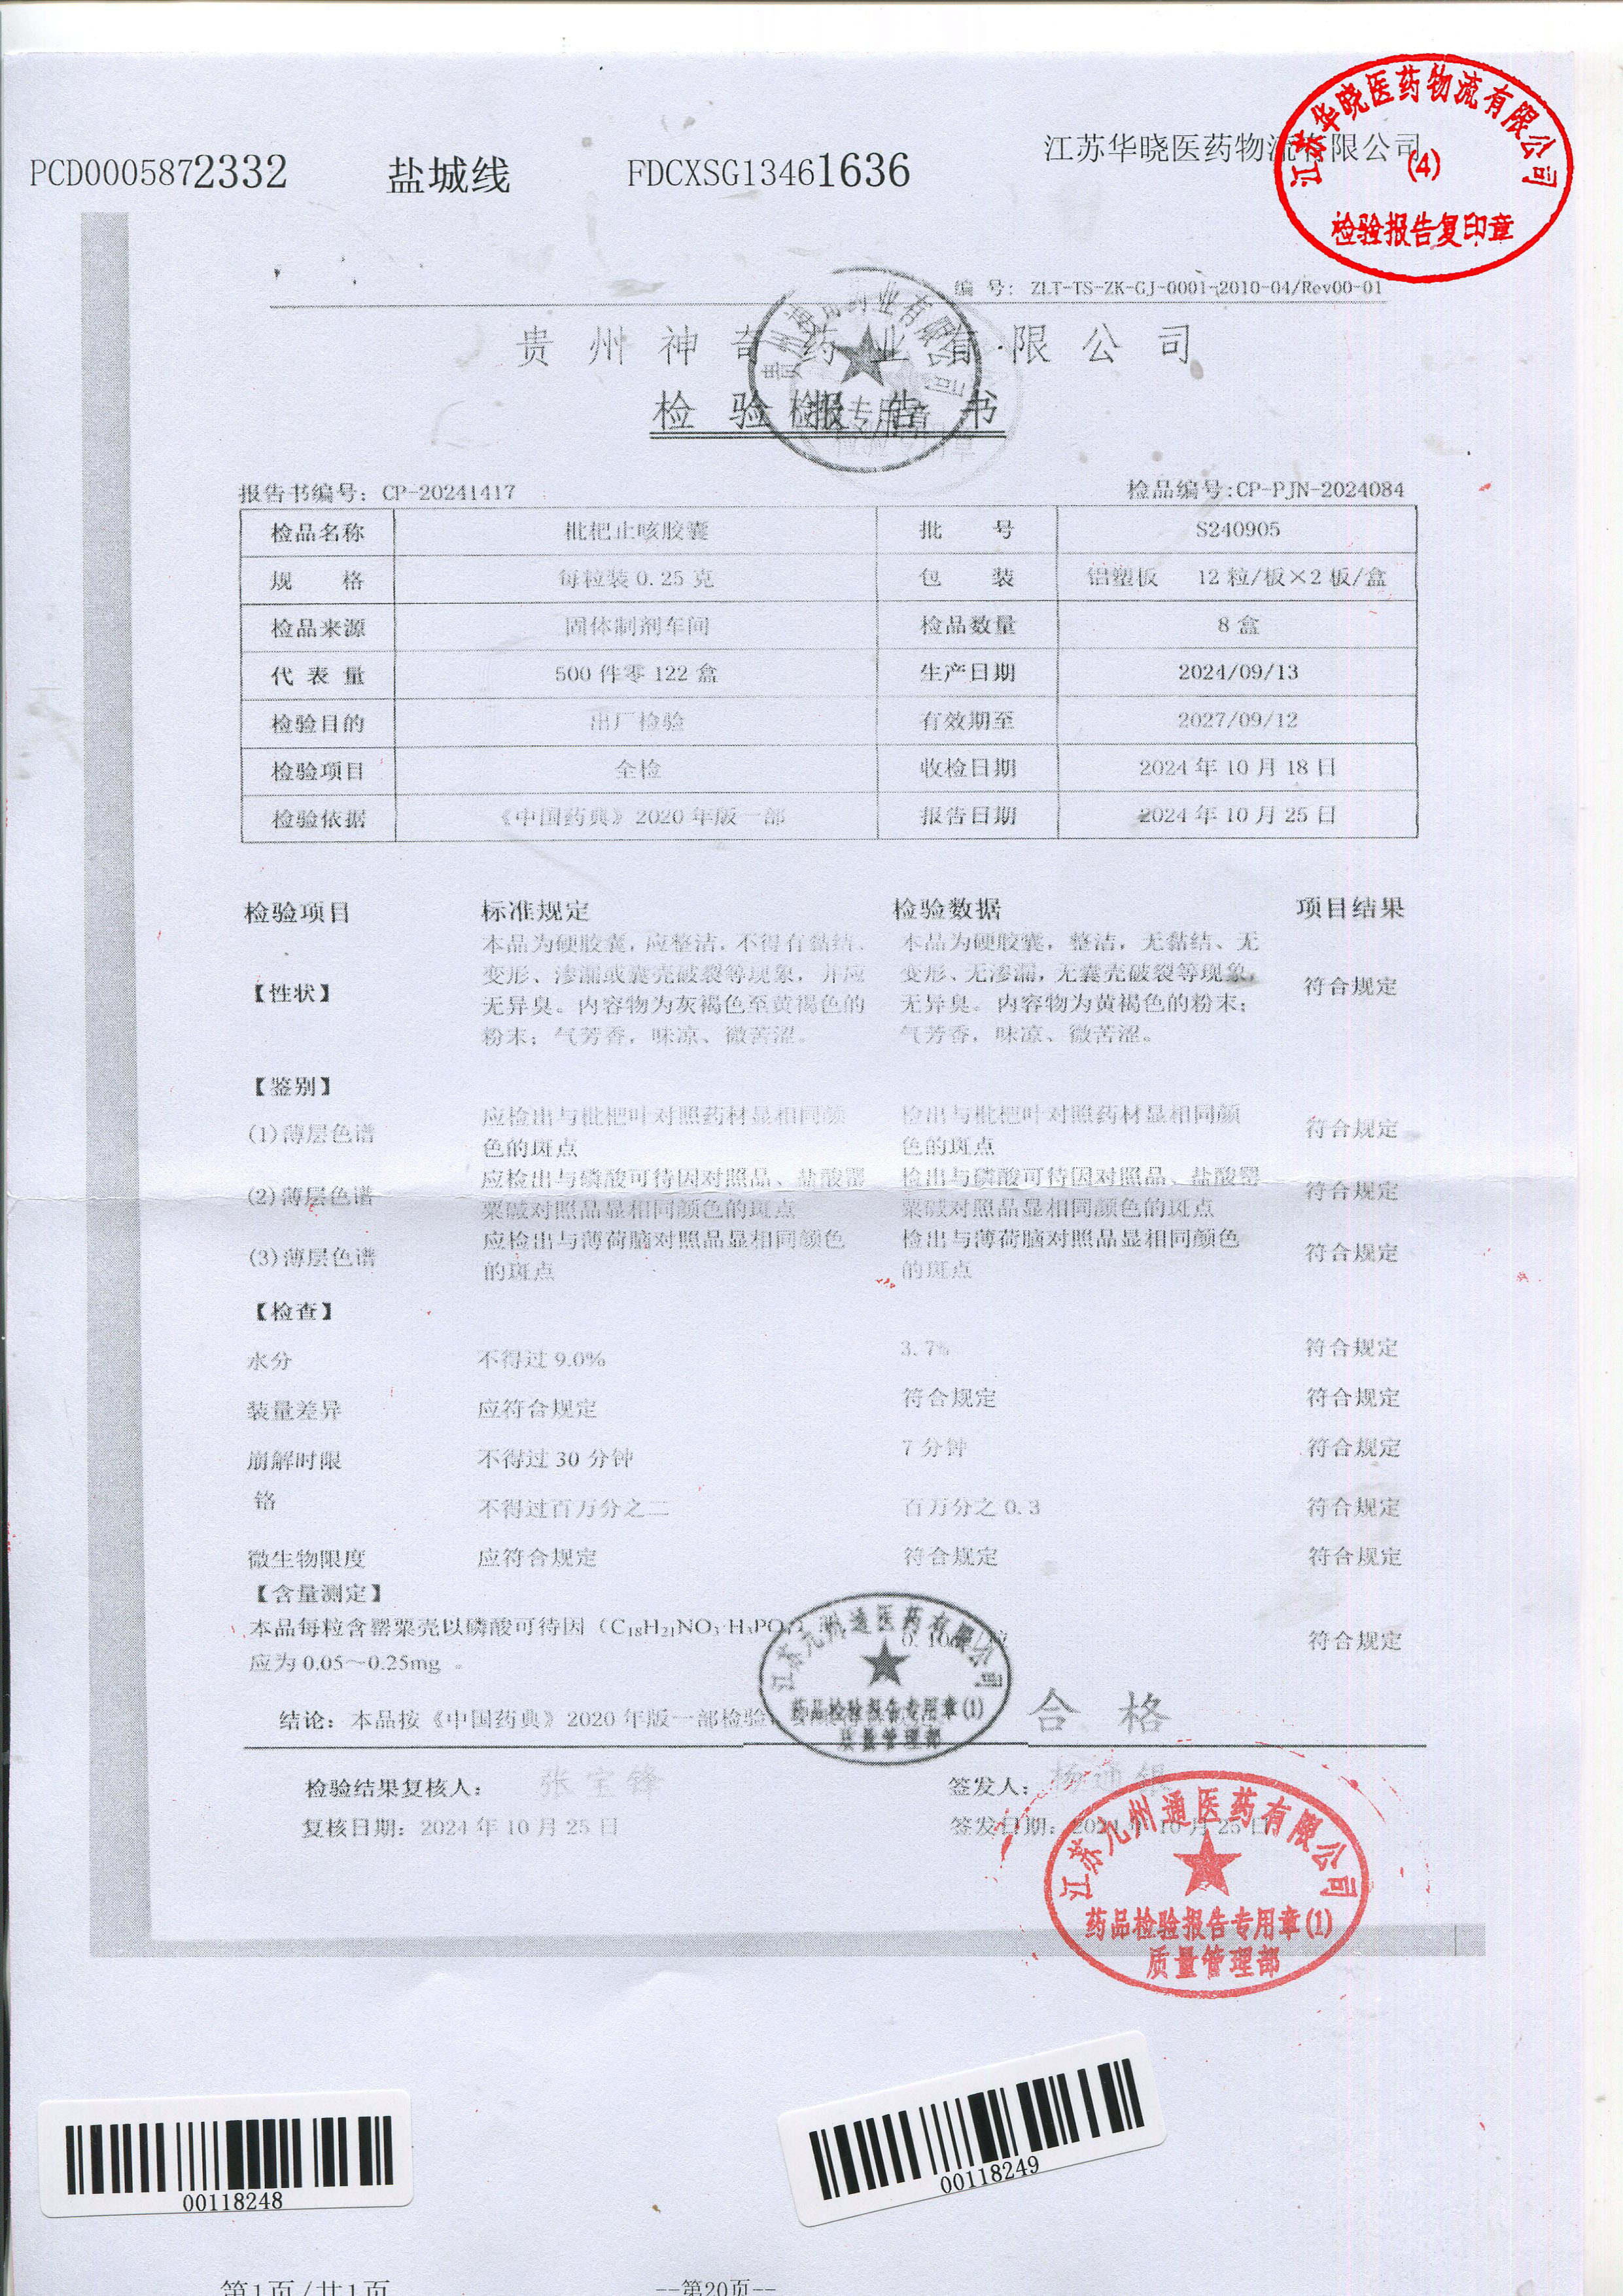 江苏华晓医药物流有限公司
(4)
检验报告复印章
江苏华晓医药物流有限公司
PCD0005872332 盐城线 FDCXSG13461636
编 号: ZLT-TS-ZK-GJ-0001-2010-04/Rev00-01
贵州神奇药业有限公司
检验报告书
报告书编号: CP-20241417 检品编号:CP-PJN-2024084
检品名称 枇杷止咳胶囊 批 号 S240905
规 格 每粒装 0.25 克 包 装 铝塑板 12 粒/板×2 板/盒
检品来源 固体制剂车间 检品数量 8 盒
代 表 量 500 件零 122 盒 生产日期 2024/09/13
检验目的 出厂检验 有效期至 2027/09/12
检验项目 全检 收检日期 2024 年 10 月 18 日
检验依据 《中国药典》2020 年版一部 报告日期 2024 年 10 月 25 日
检验项目 标准规定 检验数据 项目结果
本品为硬胶囊,应整洁,不得有黏结、 本品为硬胶囊,整洁,无黏结、无
变形、渗漏或囊壳破裂等现象,并应 变形、无渗漏,无囊壳破裂等现象,
【性状】 符合规定
无异臭。内容物为灰褐色至黄褐色的 无异臭。内容物为黄褐色的粉末;
粉末;气芳香,味凉、微苦涩。 气芳香,味凉、微苦涩。
【鉴别】
应检出与枇杷叶对照药材显相同颜 检出与枇杷叶对照药材显相同颜
(1)薄层色谱 符合规定
色的斑点 色的斑点
应检出与磷酸可待因对照品、盐酸罂 检出与磷酸可待因对照品、盐酸罂
(2)薄层色谱 符合规定
粟碱对照品显相同颜色的斑点 粟碱对照品显相同颜色的斑点
应检出与薄荷脑对照品显相同颜色 检出与薄荷脑对照品显相同颜色
(3)薄层色谱 符合规定
的斑点 的斑点
【检查】
水分 不得过 9.0% 3.7% 符合规定
装量差异 应符合规定 符合规定 符合规定
崩解时限 不得过 30 分钟 7 分钟 符合规定
铬 不得过百万分之二 百万分之 0.3 符合规定
微生物限度 应符合规定 符合规定 符合规定
【含量测定】
本品每粒含罂粟壳以磷酸可待因(C₁₈H₂₁NO₃·H₃PO₄) 符合规定
应为 0.05~0.25mg 。
江苏九州通医药有限公司
药品检验报告专用章(1)
质量管理部
结论: 本品按《中国药典》2020 年版一部检验 合 格
检验结果复核人: 张宝锋 签发人: 杨通银
复核日期: 2024 年 10 月 25 日 签发日期: 2024 年 10 月 25 日
江苏九州通医药有限公司
药品检验报告专用章(1)
质量管理部
00118248
00118249
第1页/共1页 --第20页--